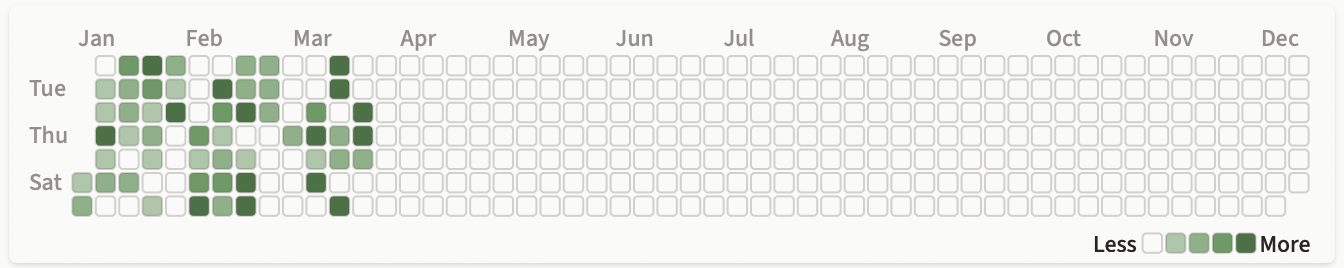 Jan Feb Mar Apr May Jun Jul Aug Sep Oct Nov Dec
Tue
Thu
Sat
Less More